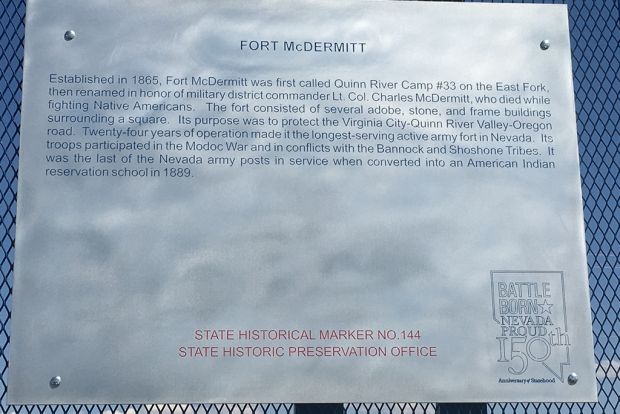 FORT McDERMITT
Established in 1865, Fort McDermitt was first called Quinn River Camp #33 on the East Fork,
then renamed in honor of military district commander Lt. Col. Charles McDermitt, who died while
fighting Native Americans. The fort consisted of several adobe, stone, and frame buildings
surrounding a square. Its purpose was to protect the Virginia City-Quinn River Valley-Oregon
road. Twenty-four years of operation made it the longest-serving active army fort in Nevada. Its
troops participated in the Modoc War and in conflicts with the Bannock and Shoshone Tribes. It
was the last of the Nevada army posts in service when converted into an American Indian
reservation school in 1889.
STATE HISTORICAL MARKER NO.144
STATE HISTORIC PRESERVATION OFFICE
BATTLE
BORN
NEVADA
PROUD
150th
Anniversary of Statehood